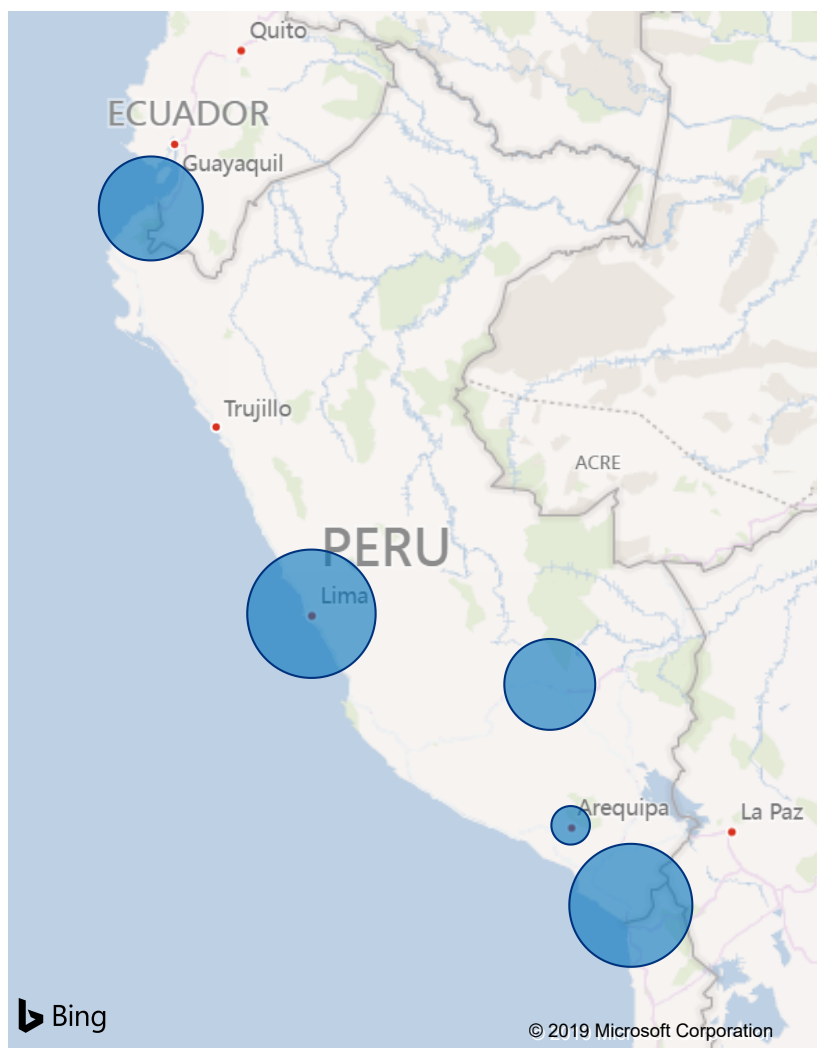 Quito
ECUADOR
Guayaquil
Trujillo
ACRE
PERU
Lima
Arequipa
La Paz
Bing
© 2019 Microsoft Corporation